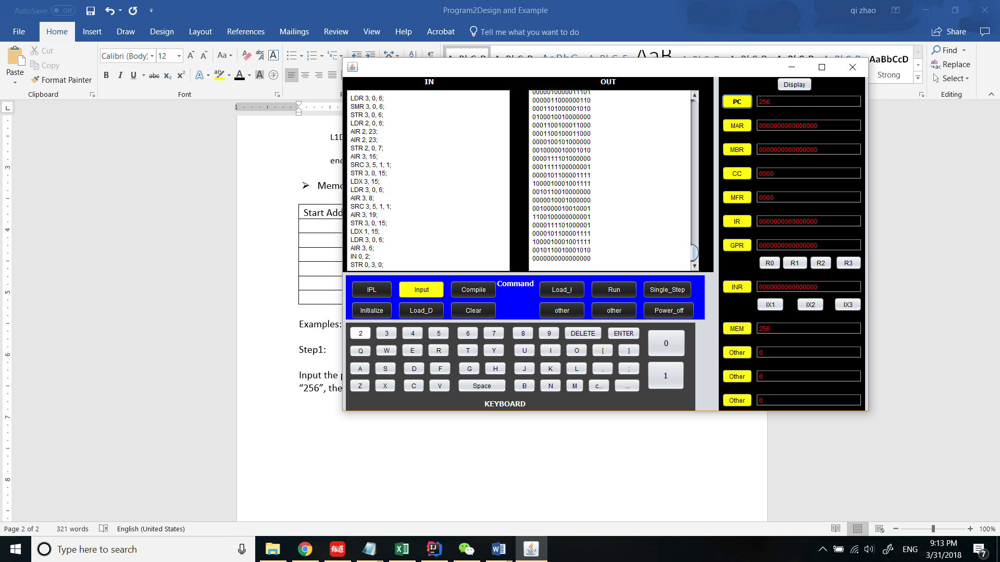 AutoSave Off
Program2Design and Example
qi zhao
File Home Insert Draw Design Layout References Mailings Review View Help Acrobat Tell me what you want to do
Share
Paste
Cut
Copy
Format Painter
Clipboard
Calibri (Body) 12
Font
AaBbCcD
Strong
Find
Replace
Select
Editing
L1D
enc
Memo
Start Add
Examples:
Step1:
Input the p
“256”, the
IN
LDR 3, 0, 6;
SMR 3, 0, 6;
STR 3, 0, 6;
LDR 2, 0, 6;
AIR 2, 23;
AIR 2, 23;
STR 2, 0, 7;
AIR 3, 16;
SRC 3, 5, 1, 1;
STR 3, 0, 15;
LDX 3, 15;
LDR 3, 0, 6;
AIR 3, 8;
SRC 3, 5, 1, 1;
AIR 3, 19;
STR 3, 0, 15;
LDX 1, 15;
LDR 3, 0, 6;
AIR 3, 6;
IN 0, 2;
STR 0, 3, 0;
OUT
0000010000011101
0000011000000110
0001101000001010
0100010010000000
0001100100011000
0001100100011000
0000100101000000
0010000010001010
0000111101000000
0001111100000001
0000101100001111
1000010001001111
0010110010000000
0000010001000000
0010000010010001
1100100000000001
0000111101000001
0000101100001111
1000010001001111
0010110010001010
0000000000000000
Command
IPL Input Compile Load_I Run Single_Step
Initialize Load_D Clear other other Power_off
2 3 4 5 6 7 8 9 DELETE ENTER 0
Q W E R T Y U I O [ ]
A S D F G H J K L , ; 1
Z X C V Space B N M c... ...
KEYBOARD
Display
PC 256
MAR 0000000000000000
MBR 0000000000000000
CC 0000
MFR 0000
IR 0000000000000000
GPR 0000000000000000
R0 R1 R2 R3
INR 0000000000000000
IX1 IX2 IX3
MEM 256
Other 0
Other 0
Other 0
Page 2 of 2 321 words English (United States)
100%
Type here to search
有道
ENG
9:13 PM
3/31/2018
7